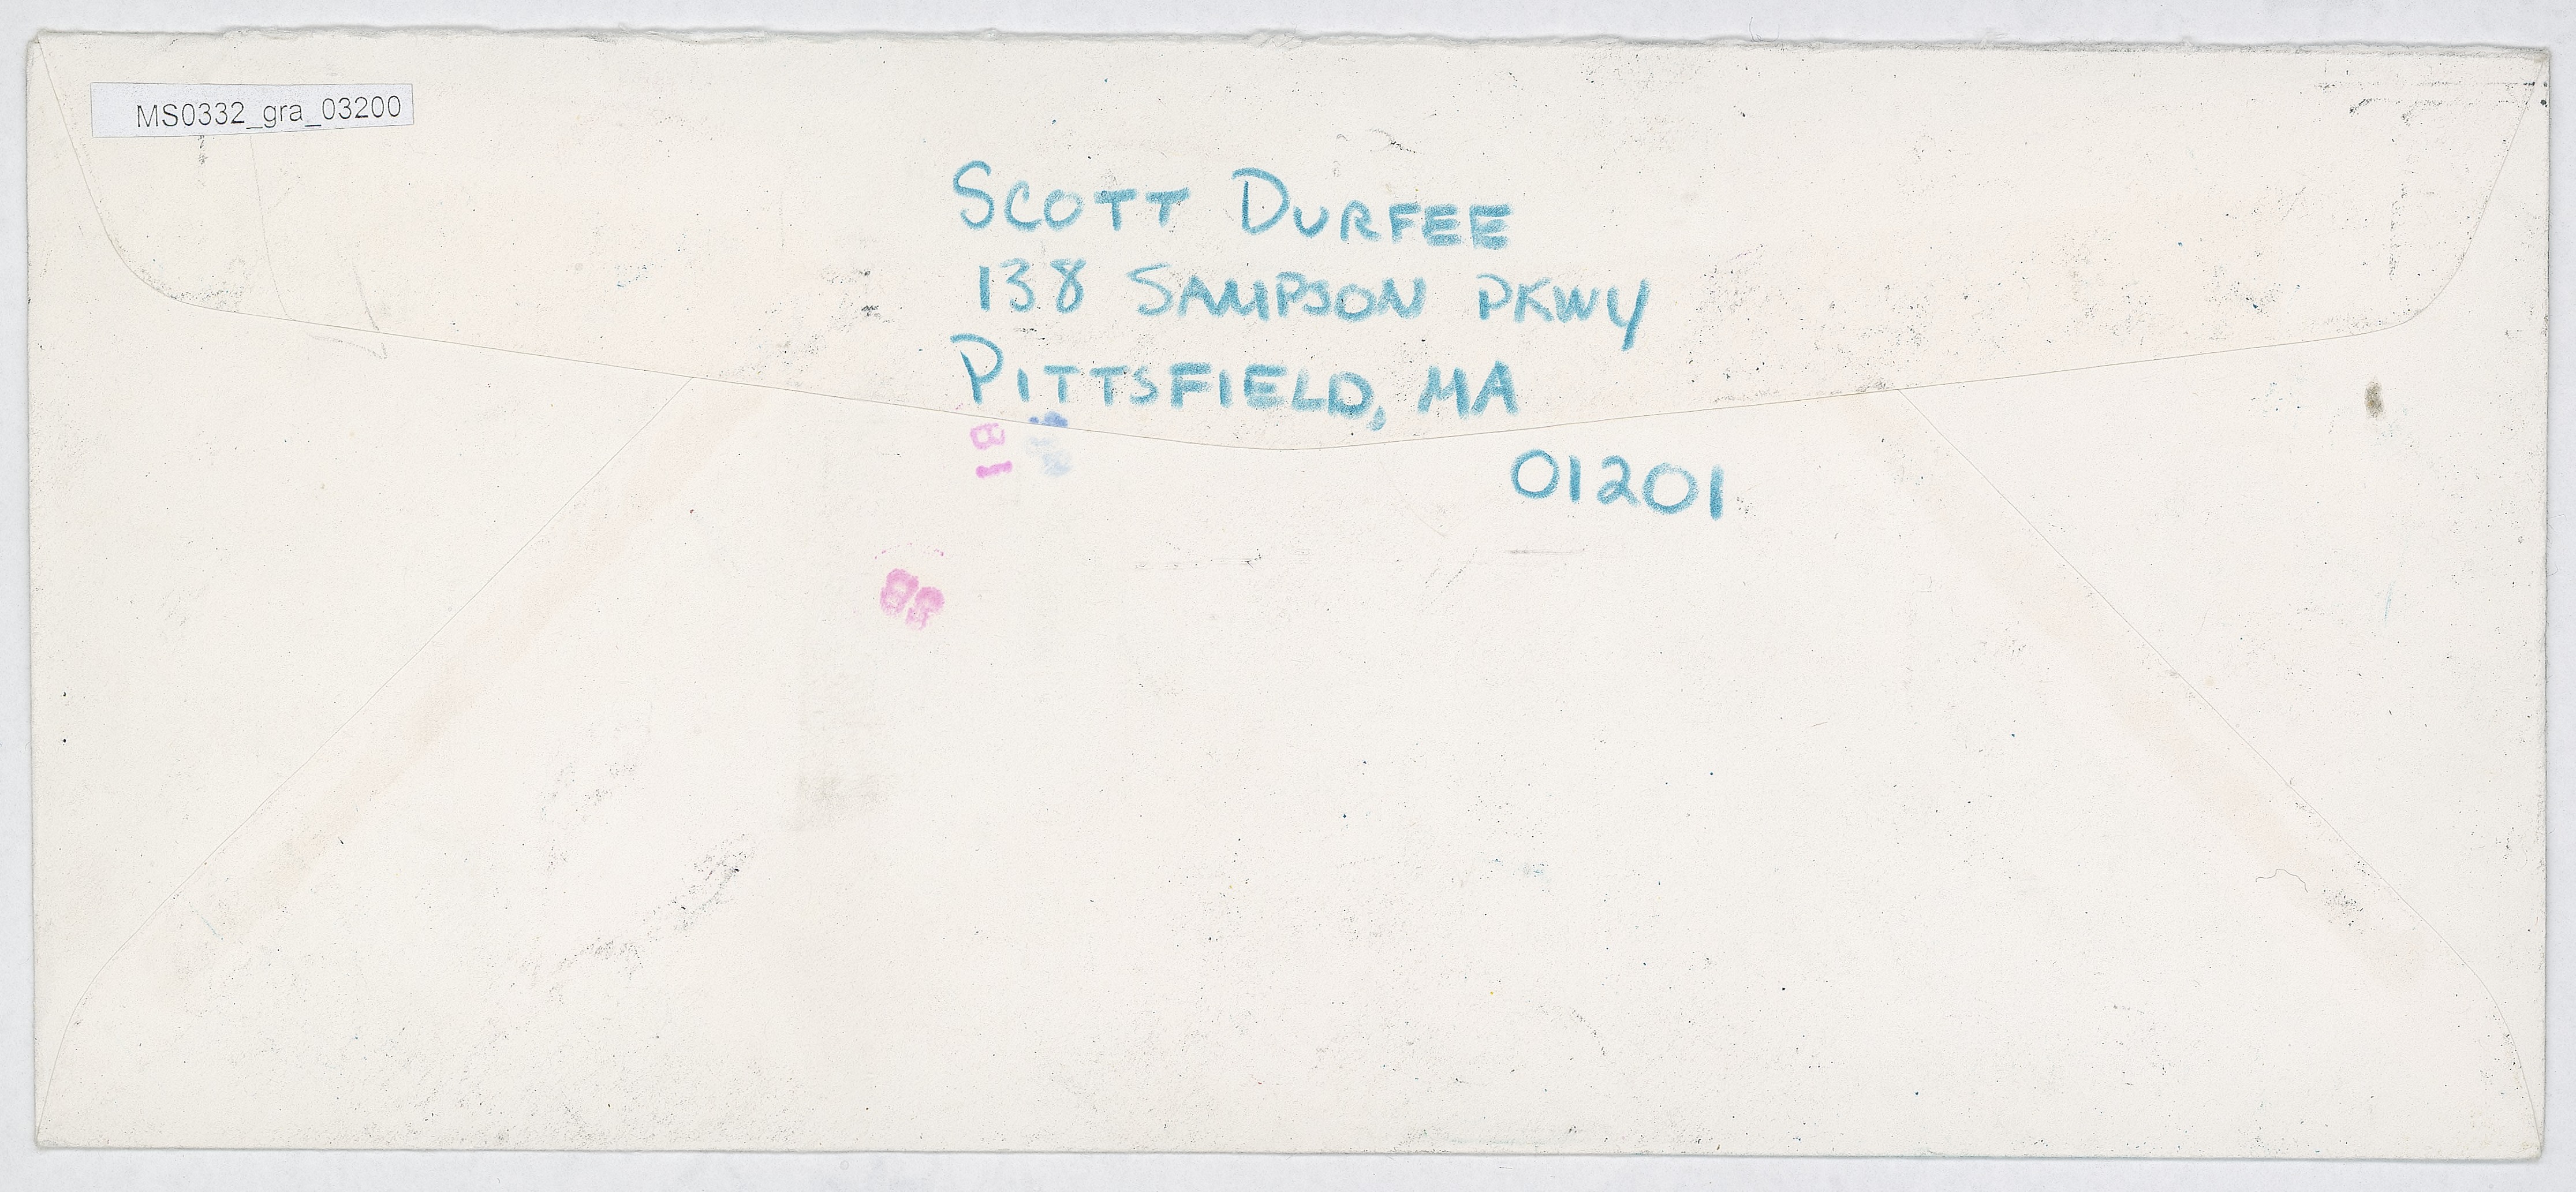 MS0332_gra_03200
SCOTT DURFEE
138 SAMPSON PKWY
PITTSFIELD, MA
01201